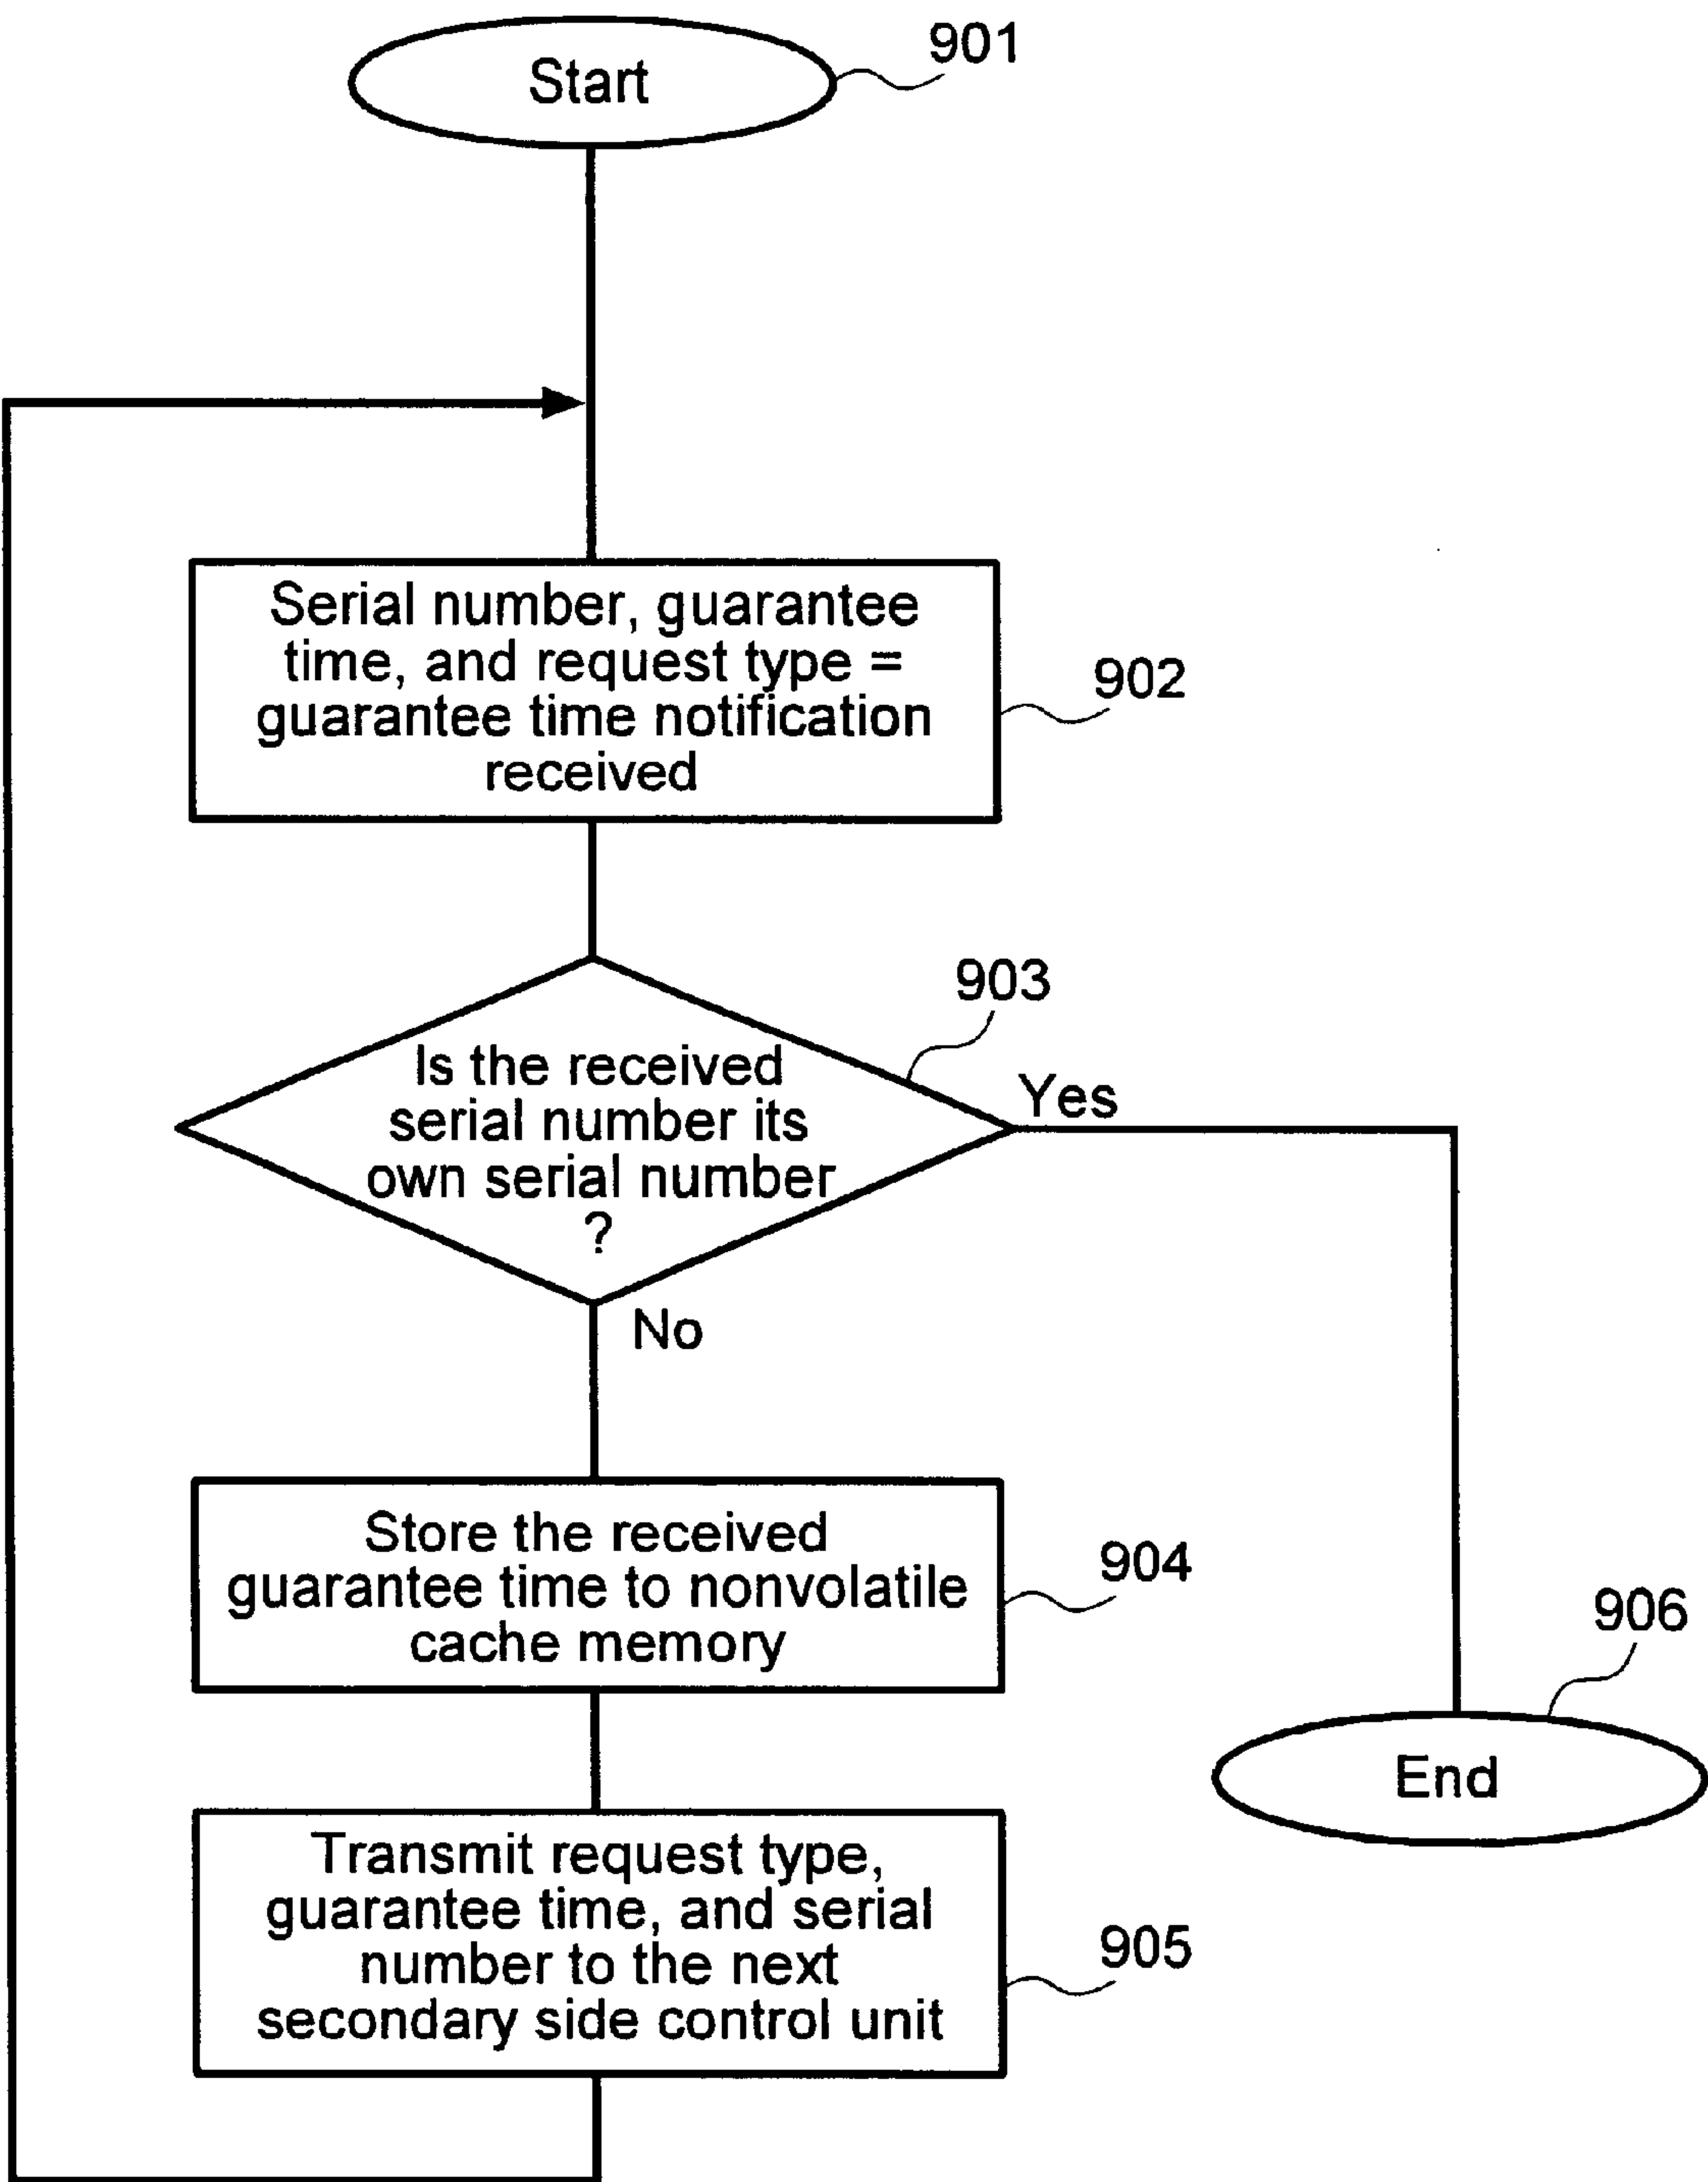 Start
901
Serial number, guarantee
time, and request type =
guarantee time notification
received
902
903
Is the received
serial number its
own serial number
?
Yes
No
Store the received
guarantee time to nonvolatile
cache memory
904
906
End
Transmit request type,
guarantee time, and serial
number to the next
secondary side control unit
905